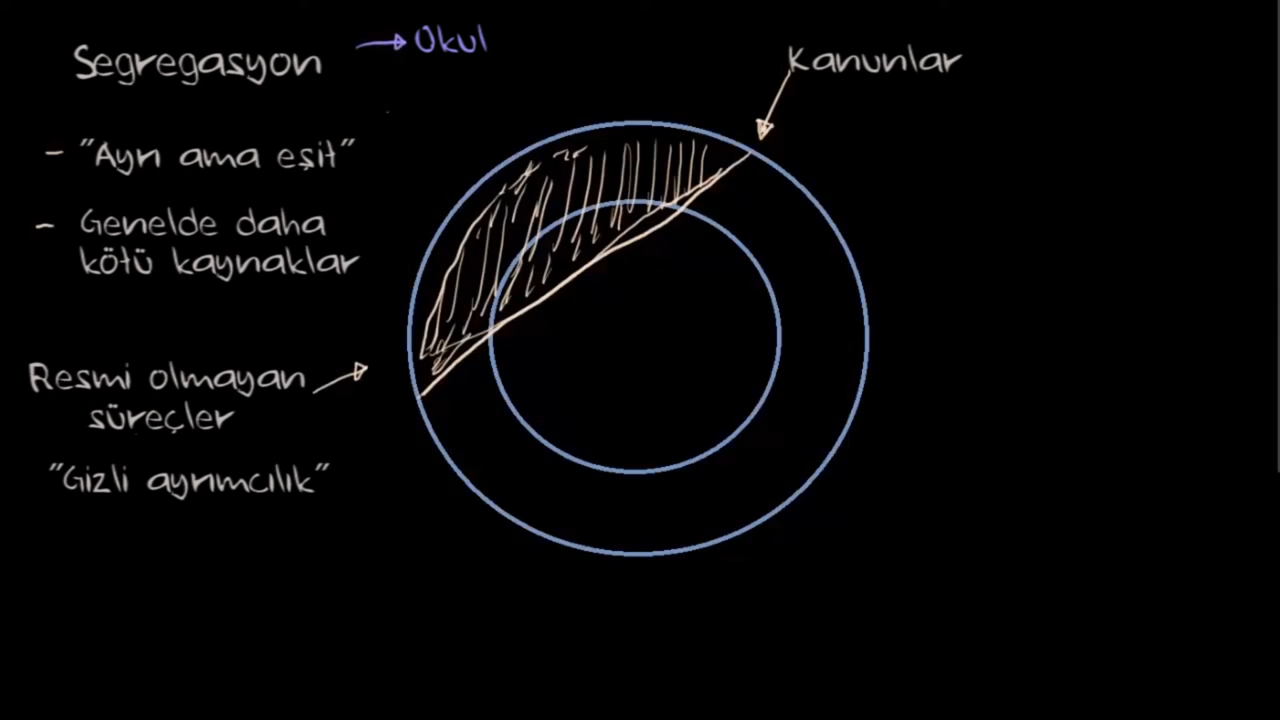 Segregasyon
Okul
- "Ayrı ama eşit"
- Genelde daha
kötü kaynaklar
Resmi olmayan
süreçler
"Gizli ayrımcılık"
Kanunlar